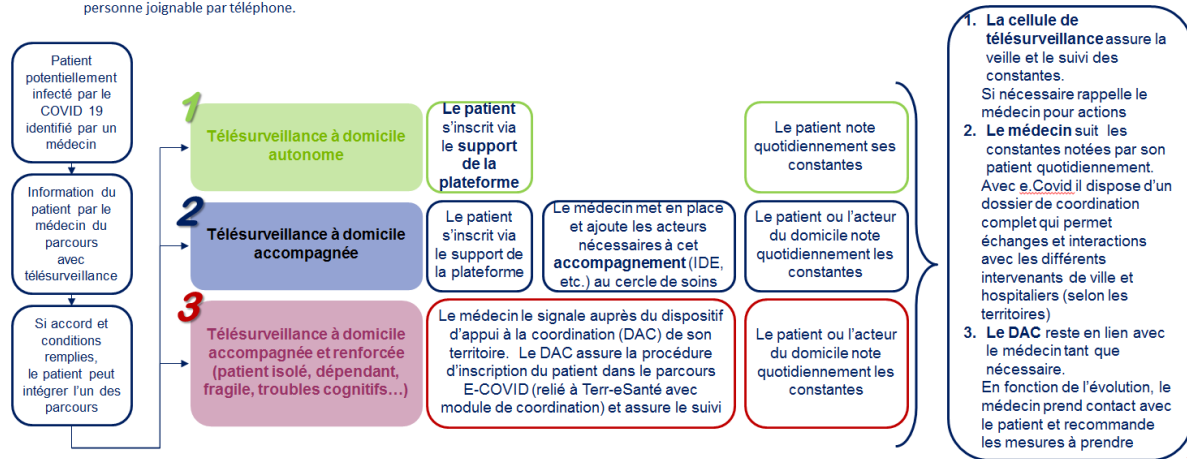 personne joignable par téléphone.
Patient
potentiellement
infecté par le
COVID 19
identifié par un
médecin
Information du
patient par le
médecin du
parcours
avec
télésurveillance
Si accord et
conditions
remplies,
le patient peut
intégrer l'un des
parcours
1
Télésurveillance à domicile
autonome
Le patient
s'inscrit via
le support
de la
plateforme
Le patient note
quotidiennement ses
constantes
2
Télésurveillance à domicile
accompagnée
Le patient
s'inscrit via
le support de
la plateforme
Le médecin met en place
et ajoute les acteurs
nécessaires à cet
accompagnement (IDE,
etc.) au cercle de soins
Le patient ou l'acteur
du domicile note
quotidiennement les
constantes
3
Télésurveillance à domicile
accompagnée et renforcée
(patient isolé, dépendant,
fragile, troubles cognitifs…)
Le médecin le signale auprès du dispositif
d'appui à la coordination (DAC) de son
territoire. Le DAC assure la procédure
d'inscription du patient dans le parcours
E-COVID (relié à Terr-eSanté avec
module de coordination) et assure le suivi
Le patient ou l'acteur
du domicile note
quotidiennement les
constantes
1. La cellule de
télésurveillance assure la
veille et le suivi des
constantes.
Si nécessaire rappelle le
médecin pour actions
2. Le médecin suit les
constantes notées par son
patient quotidiennement.
Avec e.Covid il dispose d'un
dossier de coordination
complet qui permet
échanges et interactions
avec les différents
intervenants de ville et
hospitaliers (selon les
territoires)
3. Le DAC reste en lien avec
le médecin tant que
nécessaire.
En fonction de l'évolution, le
médecin prend contact avec
le patient et recommande
les mesures à prendre